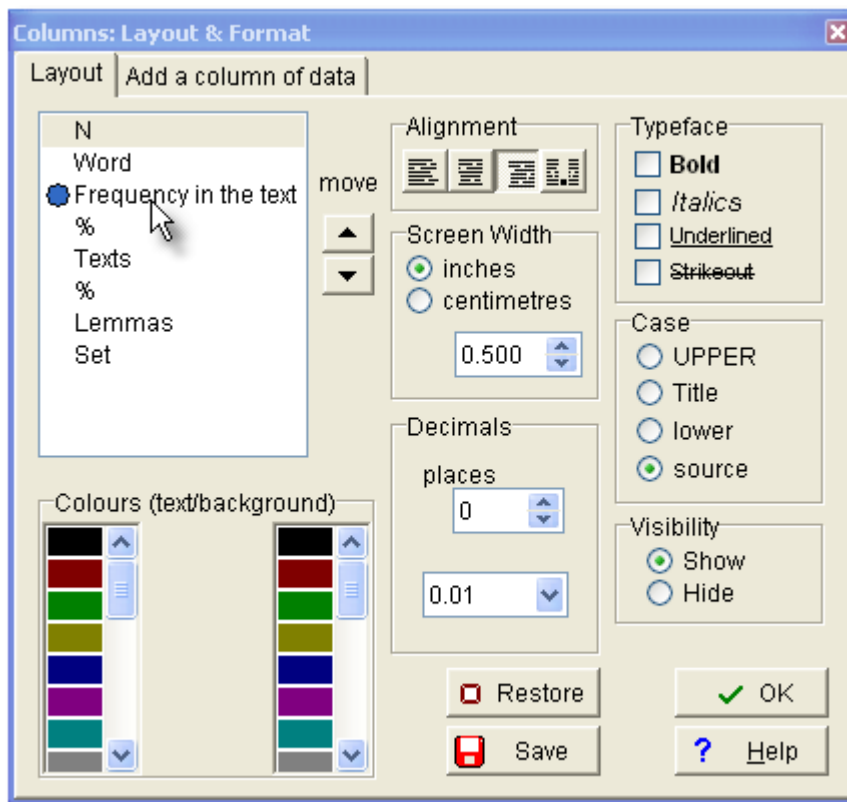 Columns: Layout & Format
Layout
Add a column of data
N
Word
Frequency in the text
%
Texts
%
Lemmas
Set
move
Alignment
Screen Width
inches
centimetres
0.500
Decimals
places
0
0.01
Typeface
Bold
Italics
Underlined
Strikeout
Case
UPPER
Title
lower
source
Visibility
Show
Hide
Colours (text/background)
Restore
OK
Save
? Help